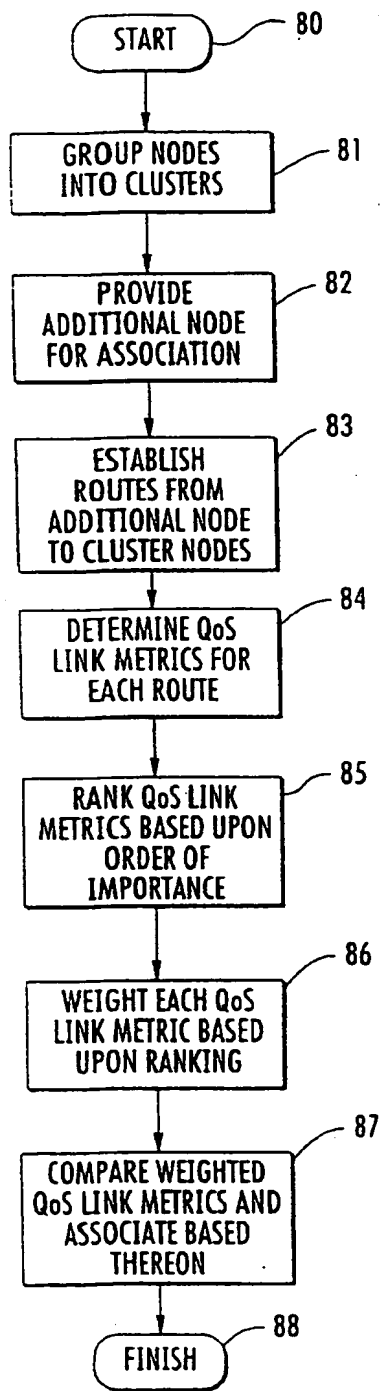 START
80
GROUP NODES
INTO CLUSTERS
81
PROVIDE
ADDITIONAL NODE
FOR ASSOCIATION
82
ESTABLISH
ROUTES FROM
ADDITIONAL NODE
TO CLUSTER NODES
83
DETERMINE QoS
LINK METRICS FOR
EACH ROUTE
84
RANK QoS LINK
METRICS BASED UPON
ORDER OF
IMPORTANCE
85
WEIGHT EACH QoS
LINK METRIC BASED
UPON RANKING
86
COMPARE WEIGHTED
QoS LINK METRICS AND
ASSOCIATE BASED
THEREON
87
FINISH
88